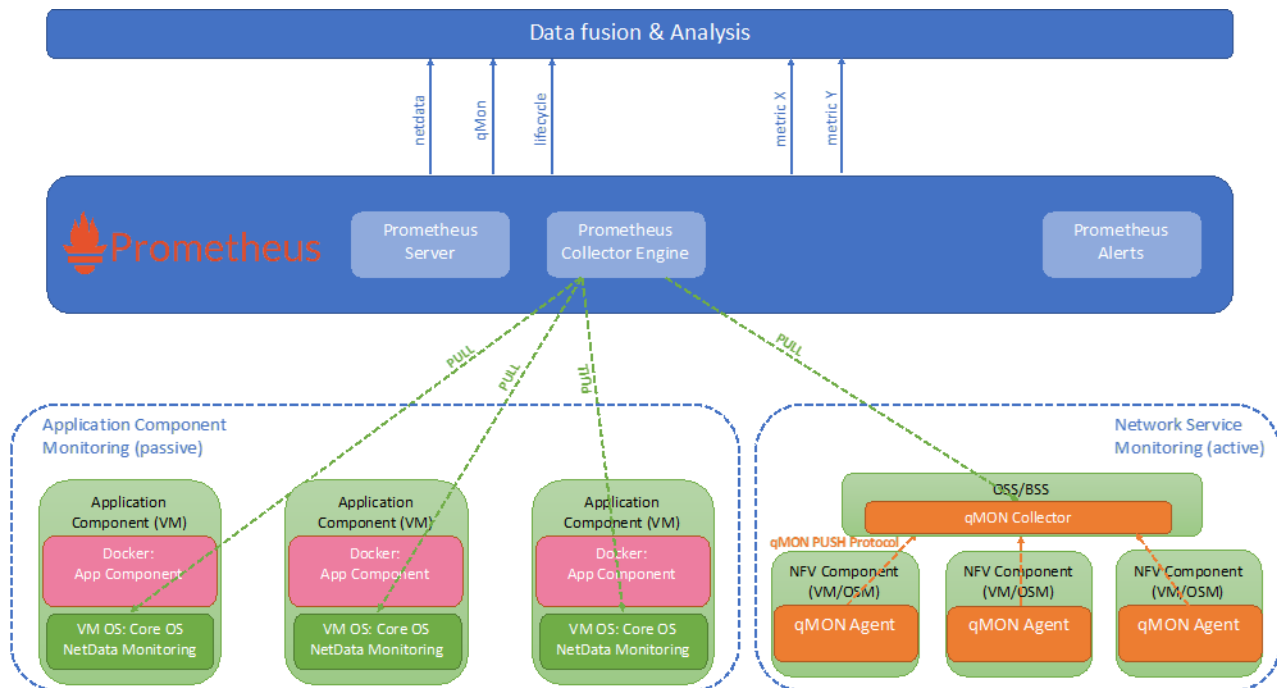 Data fusion & Analysis
netdata
qMon
lifecycle
metric X
metric Y
Prometheus
Prometheus
Server
Prometheus
Collector Engine
Prometheus
Alerts
PULL
PULL
PULL
PULL
Application Component
Monitoring (passive)
Network Service
Monitoring (active)
Application
Component (VM)
Docker:
App Component
VM OS: Core OS
NetData Monitoring
Application
Component (VM)
Docker:
App Component
VM OS: Core OS
NetData Monitoring
Application
Component (VM)
Docker:
App Component
VM OS: Core OS
NetData Monitoring
OSS/BSS
qMON Collector
qMON PUSH Protocol
NFV Component
(VM/OSM)
qMON Agent
NFV Component
(VM/OSM)
qMON Agent
NFV Component
(VM/OSM)
qMON Agent